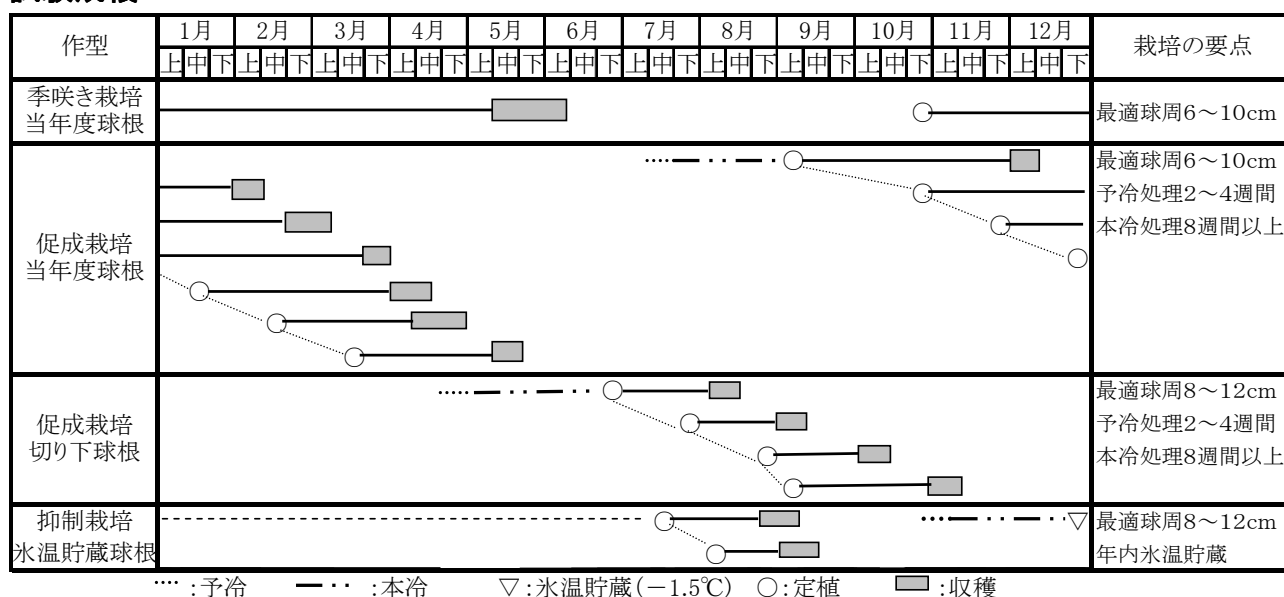 作型 1月 2月 3月 4月 5月 6月 7月 8月 9月 10月 11月 12月 栽培の要点
上中下上中下上中下上中下上中下上中下上中下上中下上中下上中下上中下上中下
季咲き栽培
当年度球根
最適球周6～10cm
促成栽培
当年度球根
最適球周6～10cm
予冷処理2～4週間
本冷処理8週間以上
促成栽培
切り下球根
最適球周8～12cm
予冷処理2～4週間
本冷処理8週間以上
抑制栽培
氷温貯蔵球根
最適球周8～12cm
年内氷温貯蔵
:予冷 :本冷 ▽:氷温貯蔵(－1.5℃) ○:定植 :収穫